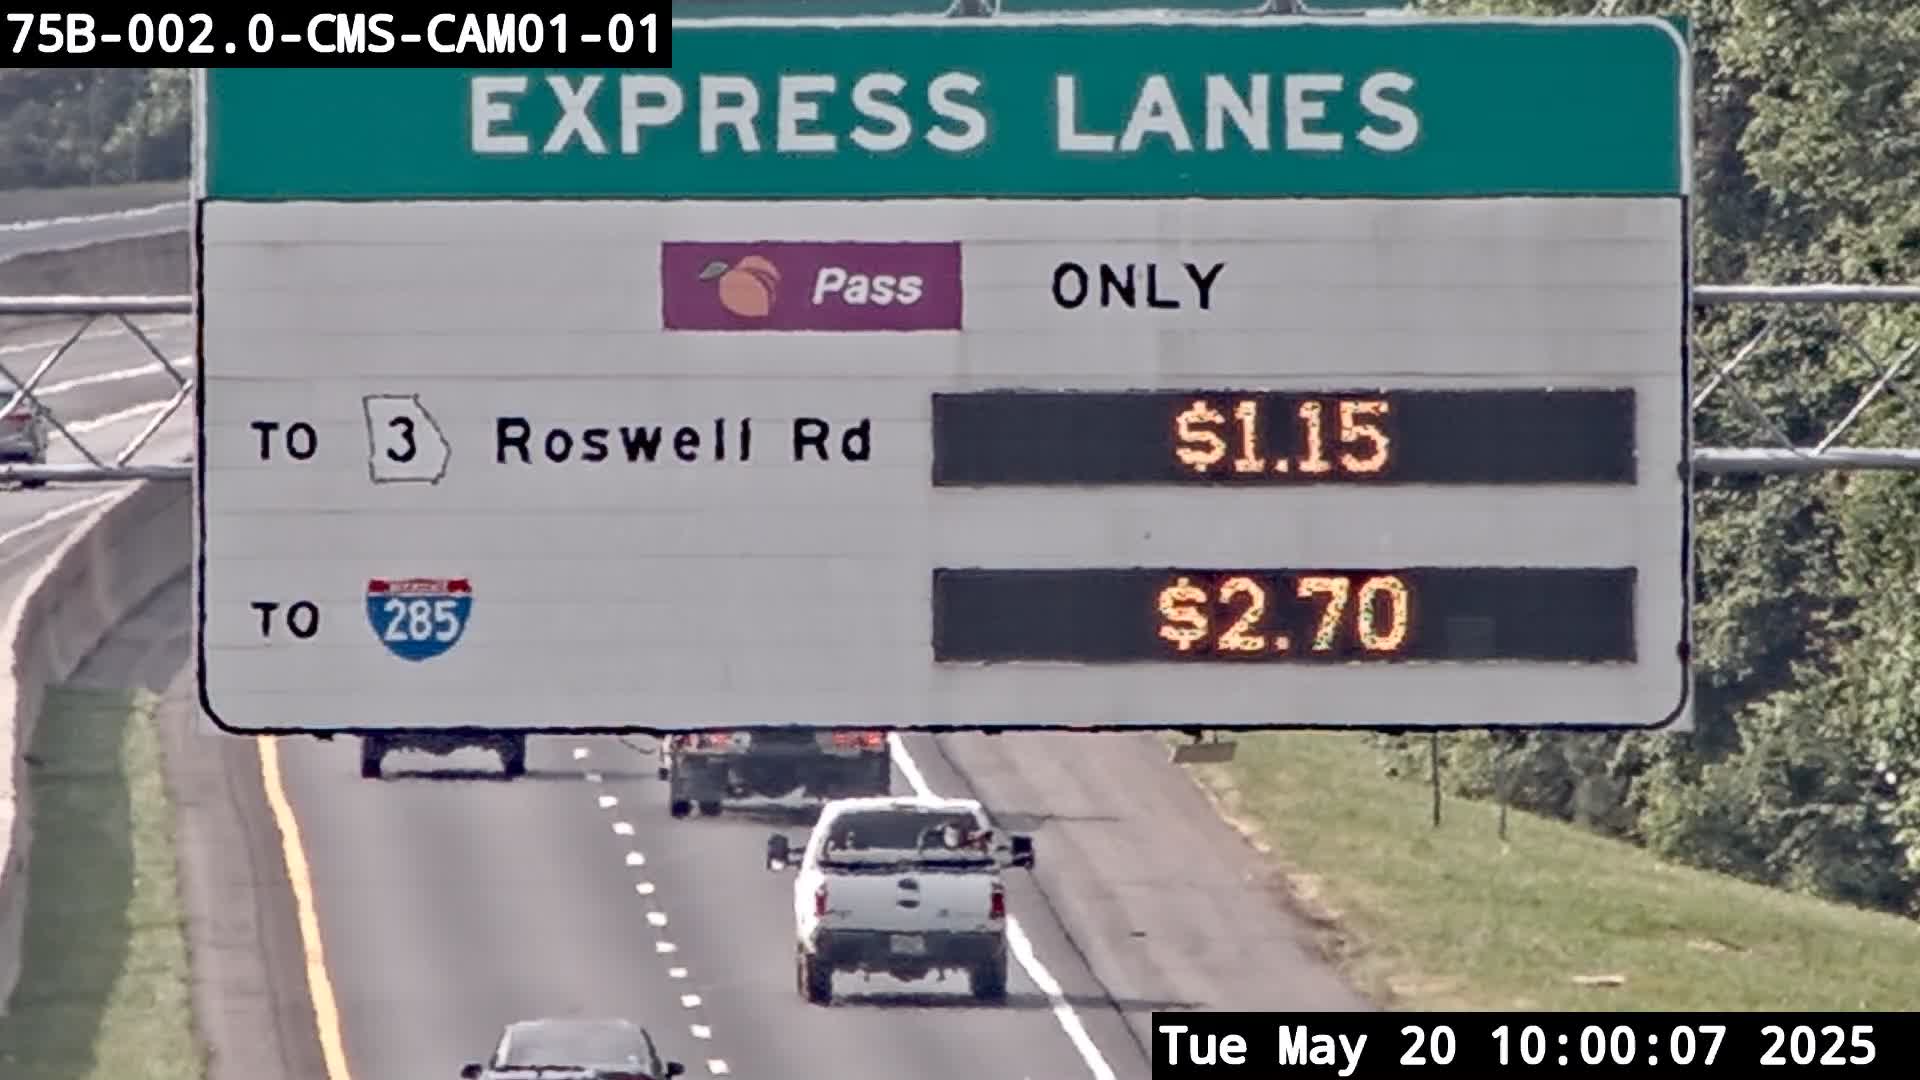 75B-002.0-CMS-CAM01-01
EXPRESS LANES
Pass ONLY
TO 3 Roswell Rd $1.15
TO 285 $2.70
Tue May 20 10:00:07 2025